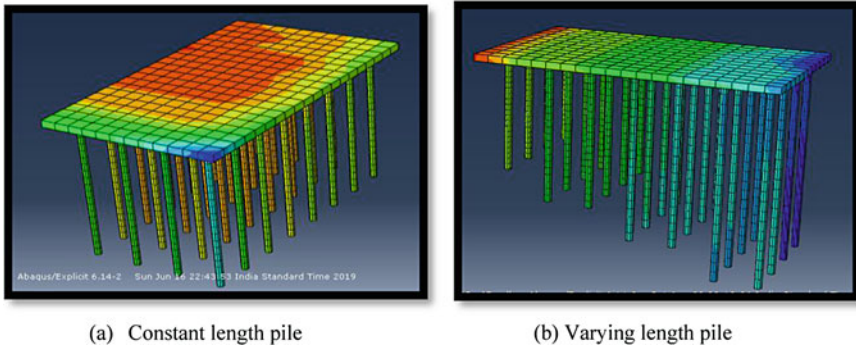 Abaqus/Explicit 6.14-2 Sun Jun 16 22:43:53 India Standard Time 2019
(a) Constant length pile
(b) Varying length pile